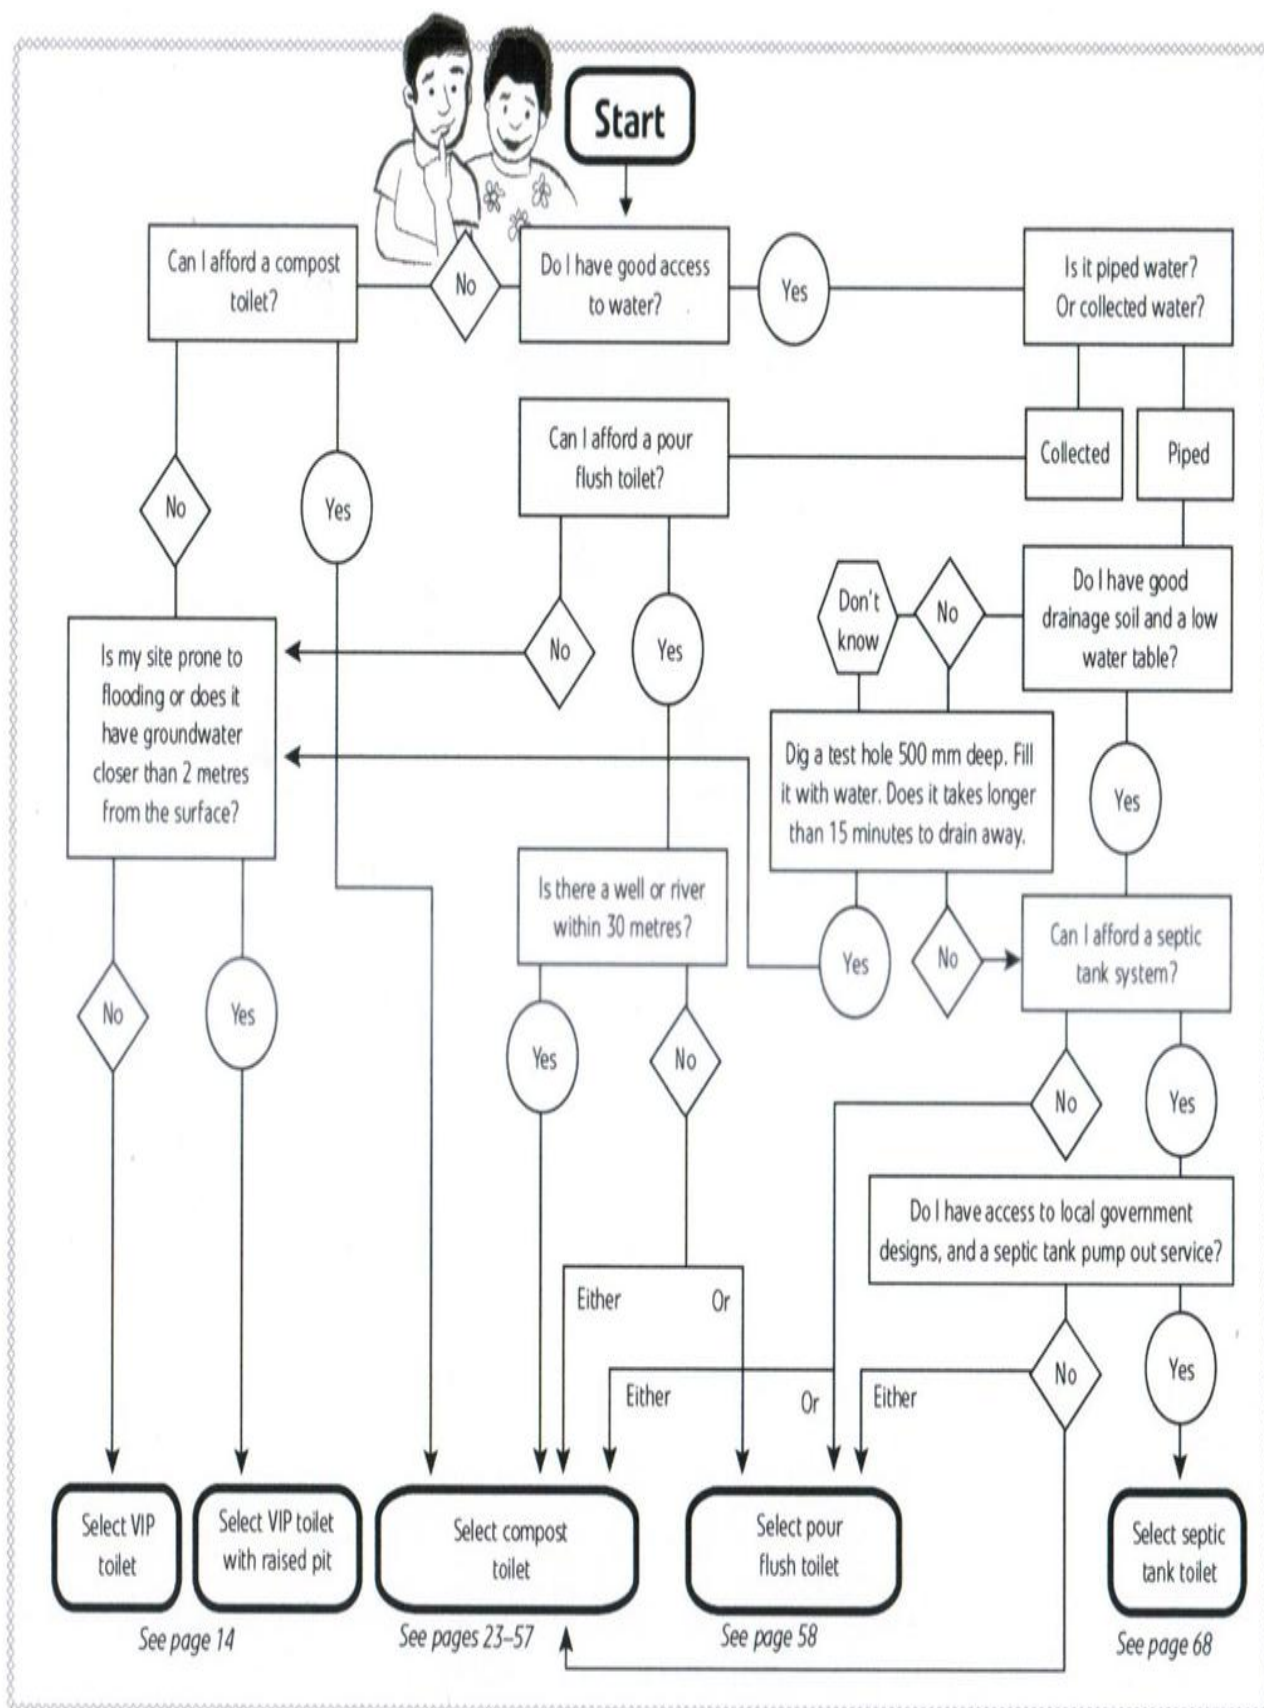 Start
Can I afford a compost
toilet?
No
Do I have good access
to water?
Yes
Is it piped water?
Or collected water?
Can I afford a pour
flush toilet?
Collected
Piped
No
Yes
Don't
know
No
Do I have good
drainage soil and a low
water table?
Is my site prone to
flooding or does it
have groundwater
closer than 2 metres
from the surface?
No
Yes
Dig a test hole 500 mm deep. Fill
it with water. Does it takes longer
than 15 minutes to drain away.
Yes
Is there a well or river
within 30 metres?
Can I afford a septic
tank system?
No
Yes
Yes
No
Yes
No
No
Yes
Do I have access to local government
designs, and a septic tank pump out service?
Either
Or
Either
Or
Either
No
Yes
Select VIP
toilet
Select VIP toilet
with raised pit
Select compost
toilet
Select pour
flush toilet
Select septic
tank toilet
See page 14
See pages 23–57
See page 58
See page 68